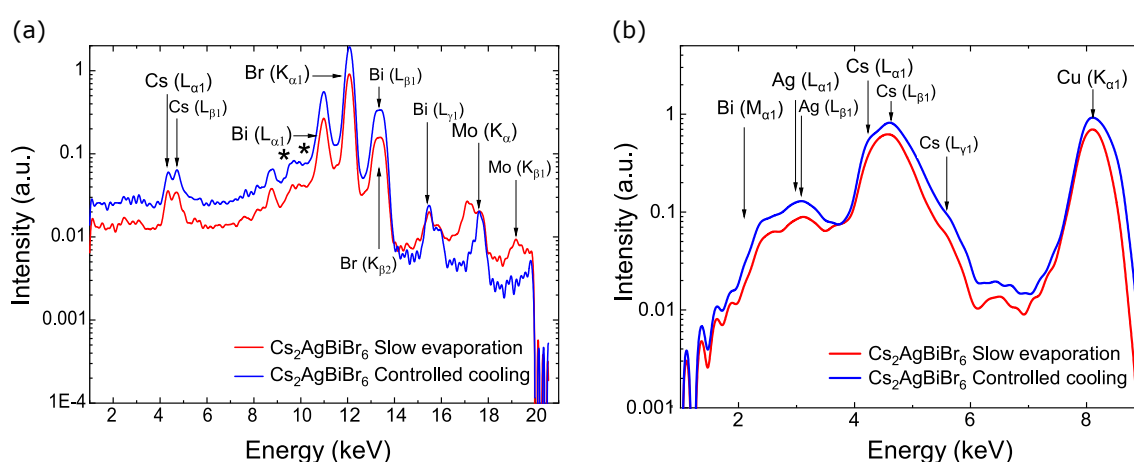 (a)
(b)
Intensity (a.u.)
1
0.1
0.01
0.001
1E-4
Cs (Lα1)
Cs (Lβ1)
Br (Kα1)
Bi (Lα1)
* *
Bi (Lβ1)
Bi (Lγ1)
Mo (Kα)
Mo (Kβ1)
Br (Kβ2)
Cs₂AgBiBr₆ Slow evaporation
Cs₂AgBiBr₆ Controlled cooling
2 4 6 8 10 12 14 16 18 20
Energy (keV)
Intensity (a.u.)
1
0.1
0.01
0.001
Bi (Mα1)
Ag (Lα1)
Ag (Lβ1)
Cs (Lα1)
Cs (Lβ1)
Cs (Lγ1)
Cu (Kα1)
Cs₂AgBiBr₆ Slow evaporation
Cs₂AgBiBr₆ Controlled cooling
2 4 6 8
Energy (keV)